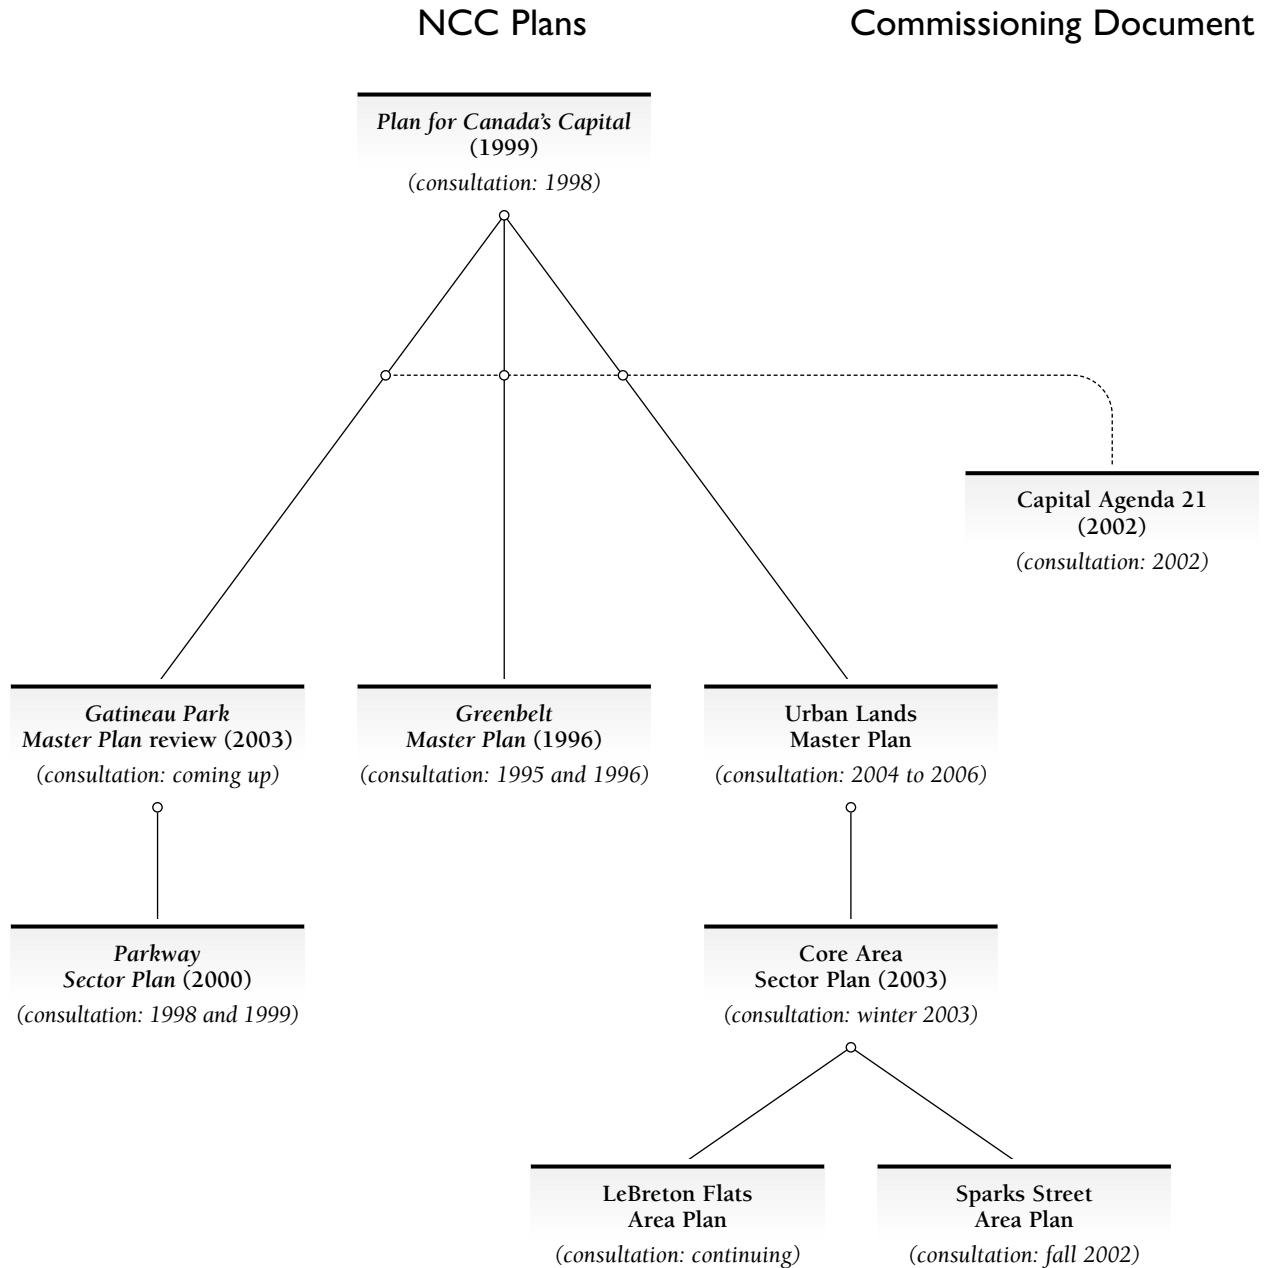 NCC Plans
Commissioning Document
Plan for Canada's Capital
(1999)
(consultation: 1998)
Capital Agenda 21
(2002)
(consultation: 2002)
Gatineau Park
Master Plan review (2003)
(consultation: coming up)
Greenbelt
Master Plan (1996)
(consultation: 1995 and 1996)
Urban Lands
Master Plan
(consultation: 2004 to 2006)
Parkway
Sector Plan (2000)
(consultation: 1998 and 1999)
Core Area
Sector Plan (2003)
(consultation: winter 2003)
LeBreton Flats
Area Plan
(consultation: continuing)
Sparks Street
Area Plan
(consultation: fall 2002)